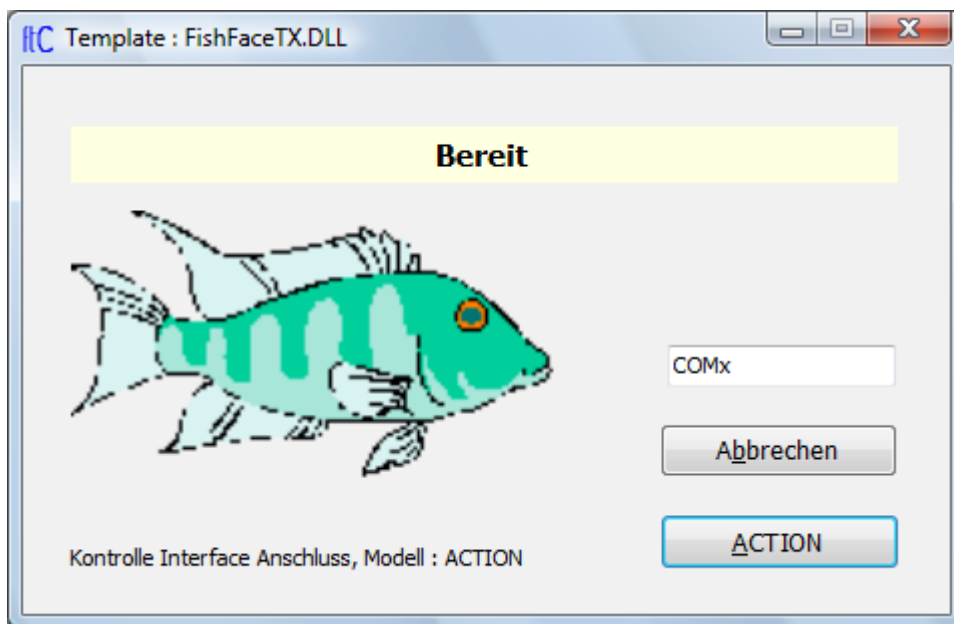 ftC Template : FishFaceTX.DLL
Bereit
COMx
Abbrechen
ACTION
Kontrolle Interface Anschluss, Modell : ACTION